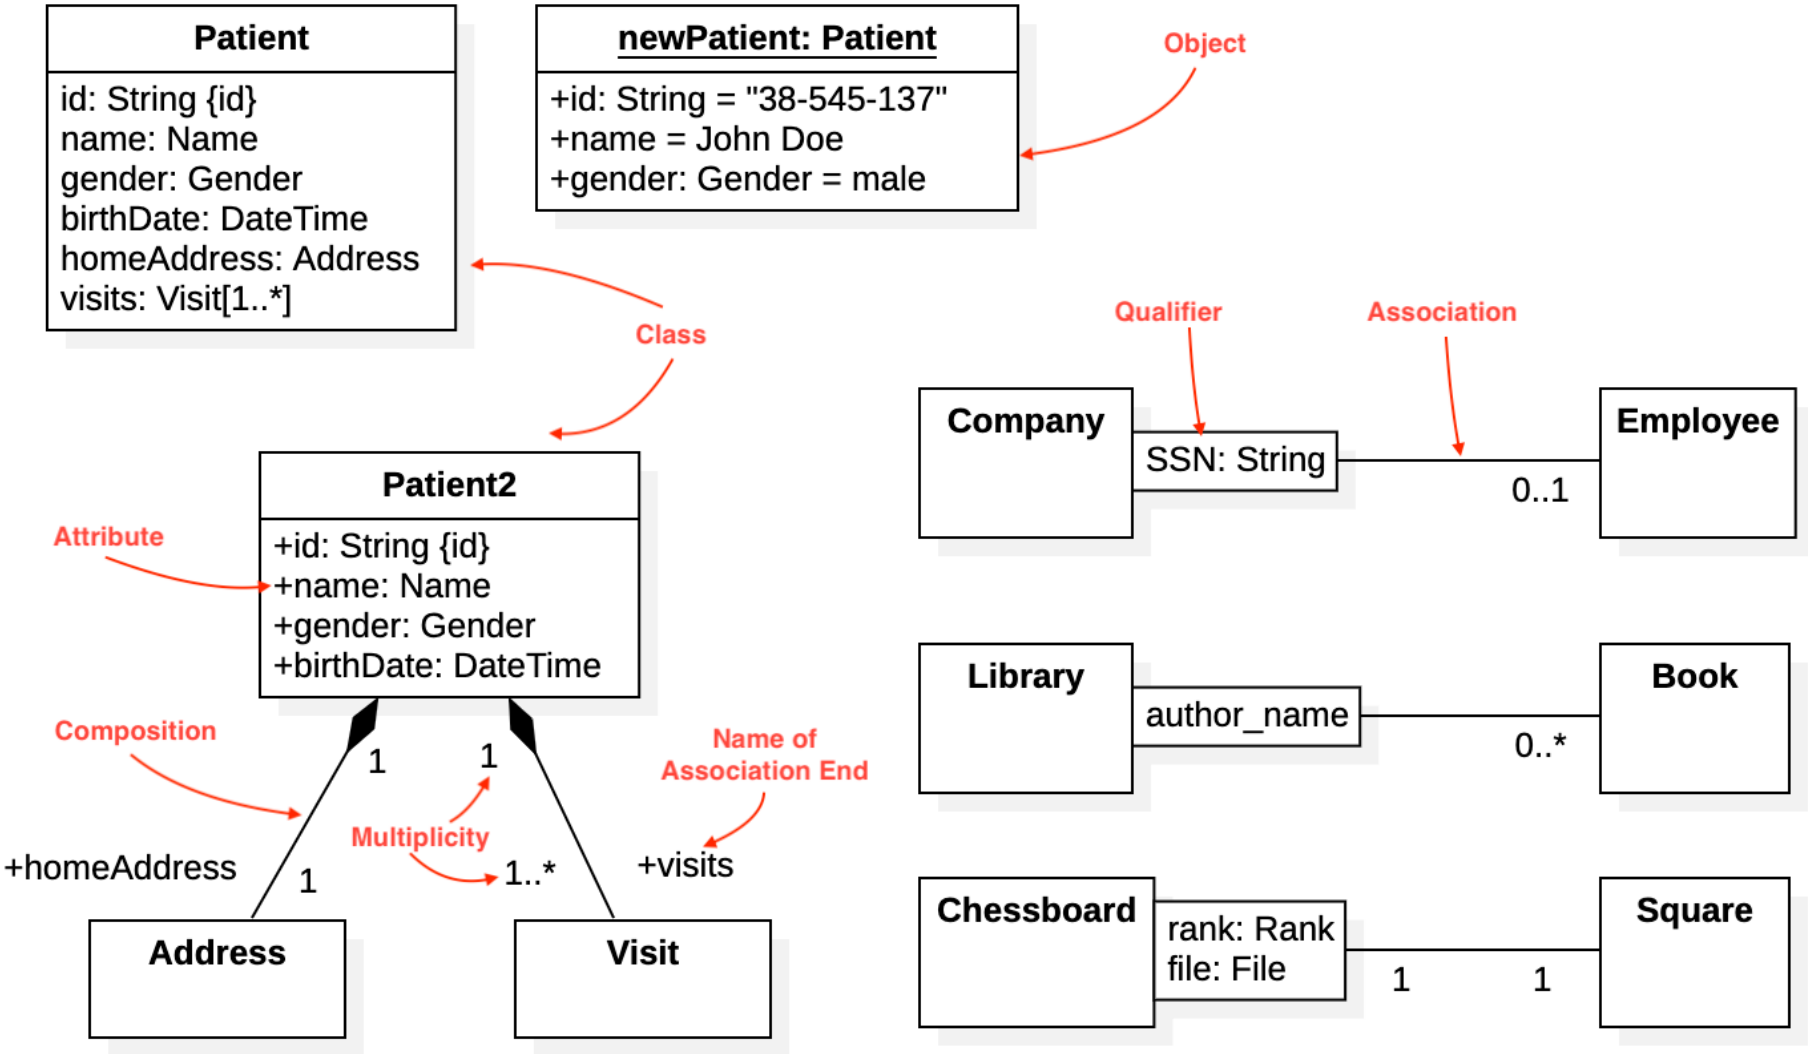 Patient
id: String {id}
name: Name
gender: Gender
birthDate: DateTime
homeAddress: Address
visits: Visit[1..*]
newPatient: Patient
+id: String = "38-545-137"
+name = John Doe
+gender: Gender = male
Object
Class
Patient2
+id: String {id}
+name: Name
+gender: Gender
+birthDate: DateTime
Attribute
Composition
1
1
Name of
Association End
Multiplicity
+homeAddress
1
1..*
+visits
Address
Visit
Qualifier
Association
Company
SSN: String
0..1
Employee
Library
author_name
0..*
Book
Chessboard
rank: Rank
file: File
1
1
Square